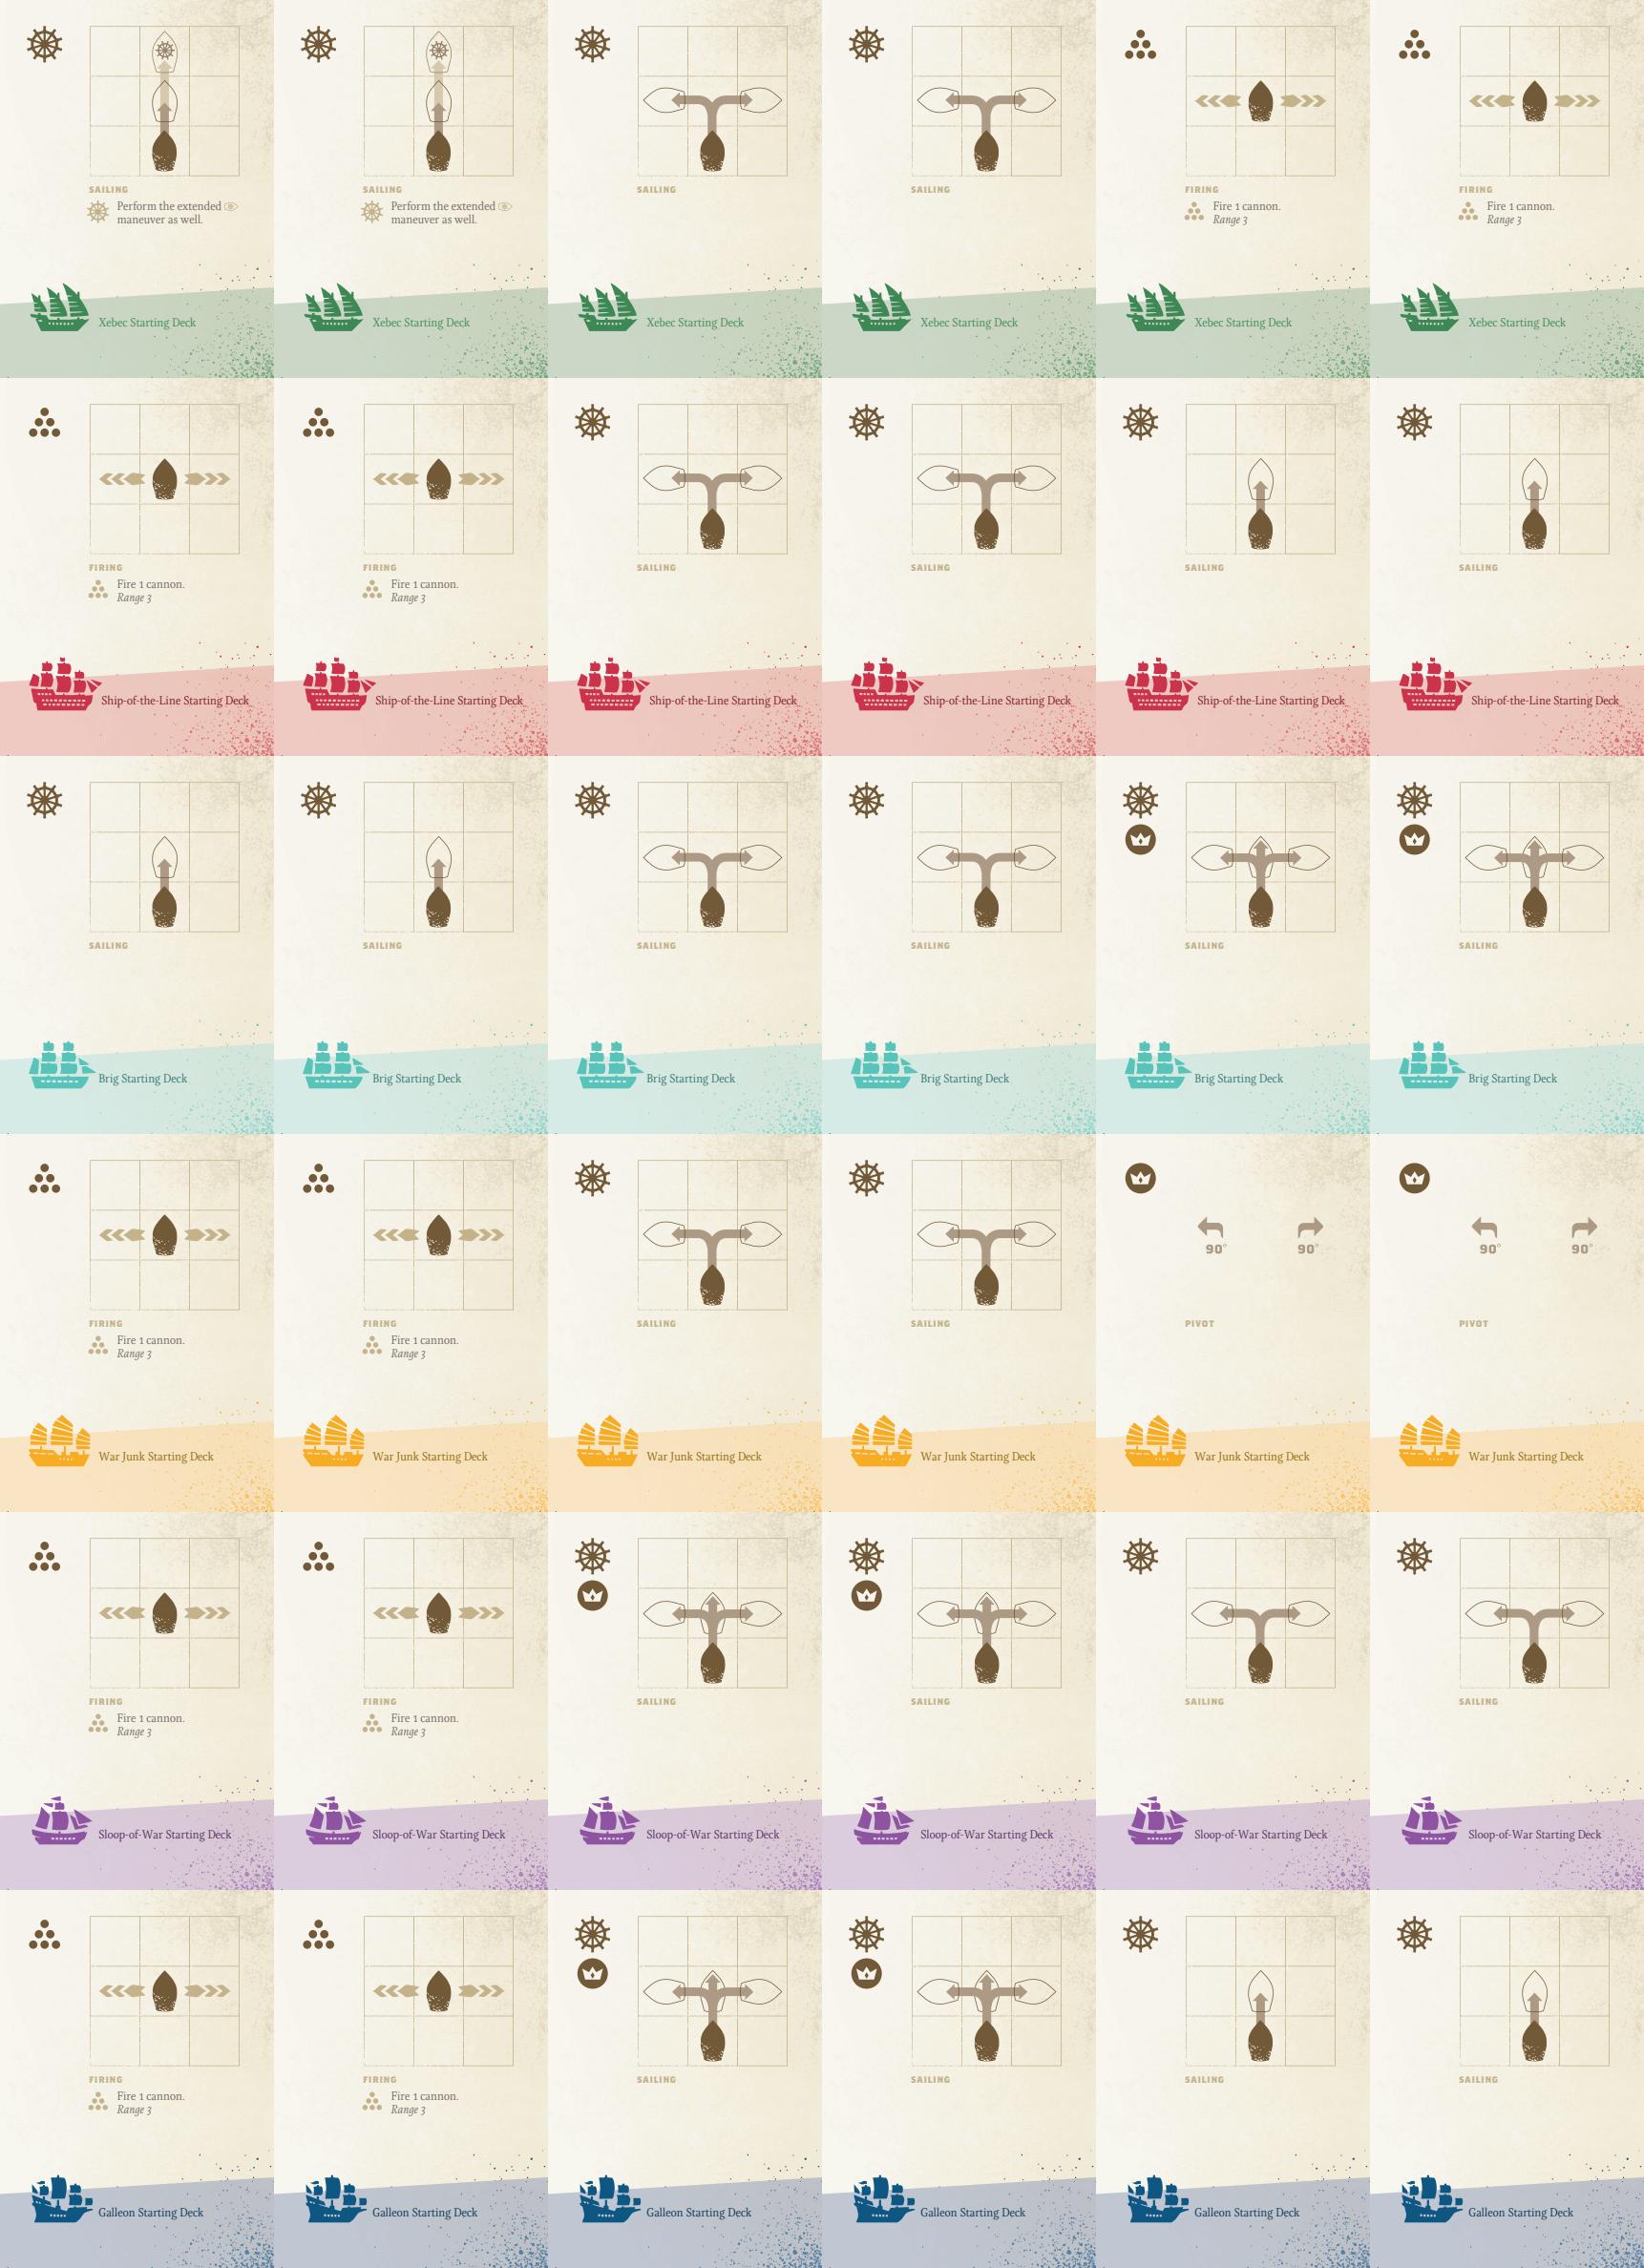 SAILING
Perform the extended
maneuver as well.
Xebec Starting Deck
SAILING
Perform the extended
maneuver as well.
Xebec Starting Deck
SAILING
Xebec Starting Deck
SAILING
Xebec Starting Deck
FIRING
Fire 1 cannon.
Range 3
Xebec Starting Deck
FIRING
Fire 1 cannon.
Range 3
Xebec Starting Deck
FIRING
Fire 1 cannon.
Range 3
Ship-of-the-Line Starting Deck
FIRING
Fire 1 cannon.
Range 3
Ship-of-the-Line Starting Deck
SAILING
Ship-of-the-Line Starting Deck
SAILING
Ship-of-the-Line Starting Deck
SAILING
Ship-of-the-Line Starting Deck
SAILING
Ship-of-the-Line Starting Deck
SAILING
Brig Starting Deck
SAILING
Brig Starting Deck
SAILING
Brig Starting Deck
SAILING
Brig Starting Deck
SAILING
Brig Starting Deck
SAILING
Brig Starting Deck
FIRING
Fire 1 cannon.
Range 3
War Junk Starting Deck
FIRING
Fire 1 cannon.
Range 3
War Junk Starting Deck
SAILING
War Junk Starting Deck
SAILING
War Junk Starting Deck
90° 90°
PIVOT
War Junk Starting Deck
90° 90°
PIVOT
War Junk Starting Deck
FIRING
Fire 1 cannon.
Range 3
Sloop-of-War Starting Deck
FIRING
Fire 1 cannon.
Range 3
Sloop-of-War Starting Deck
SAILING
Sloop-of-War Starting Deck
SAILING
Sloop-of-War Starting Deck
SAILING
Sloop-of-War Starting Deck
SAILING
Sloop-of-War Starting Deck
FIRING
Fire 1 cannon.
Range 3
Galleon Starting Deck
FIRING
Fire 1 cannon.
Range 3
Galleon Starting Deck
SAILING
Galleon Starting Deck
SAILING
Galleon Starting Deck
SAILING
Galleon Starting Deck
SAILING
Galleon Starting Deck